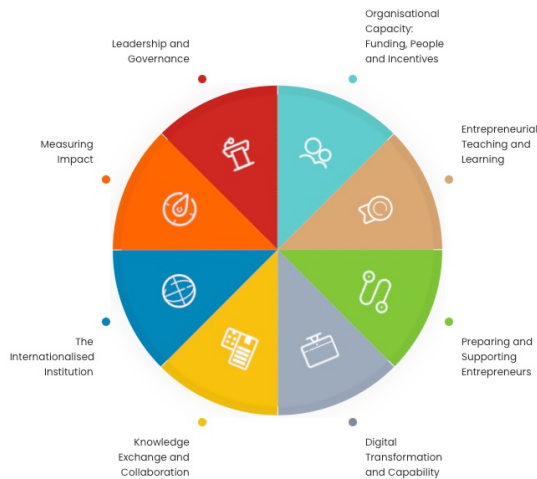 Organisational
Capacity:
Funding, People
and Incentives
Leadership and
Governance
Entrepreneurial
Teaching and
Learning
Measuring
Impact
The
Internationalised
Institution
Preparing and
Supporting
Entrepreneurs
Knowledge
Exchange and
Collaboration
Digital
Transformation
and Capability